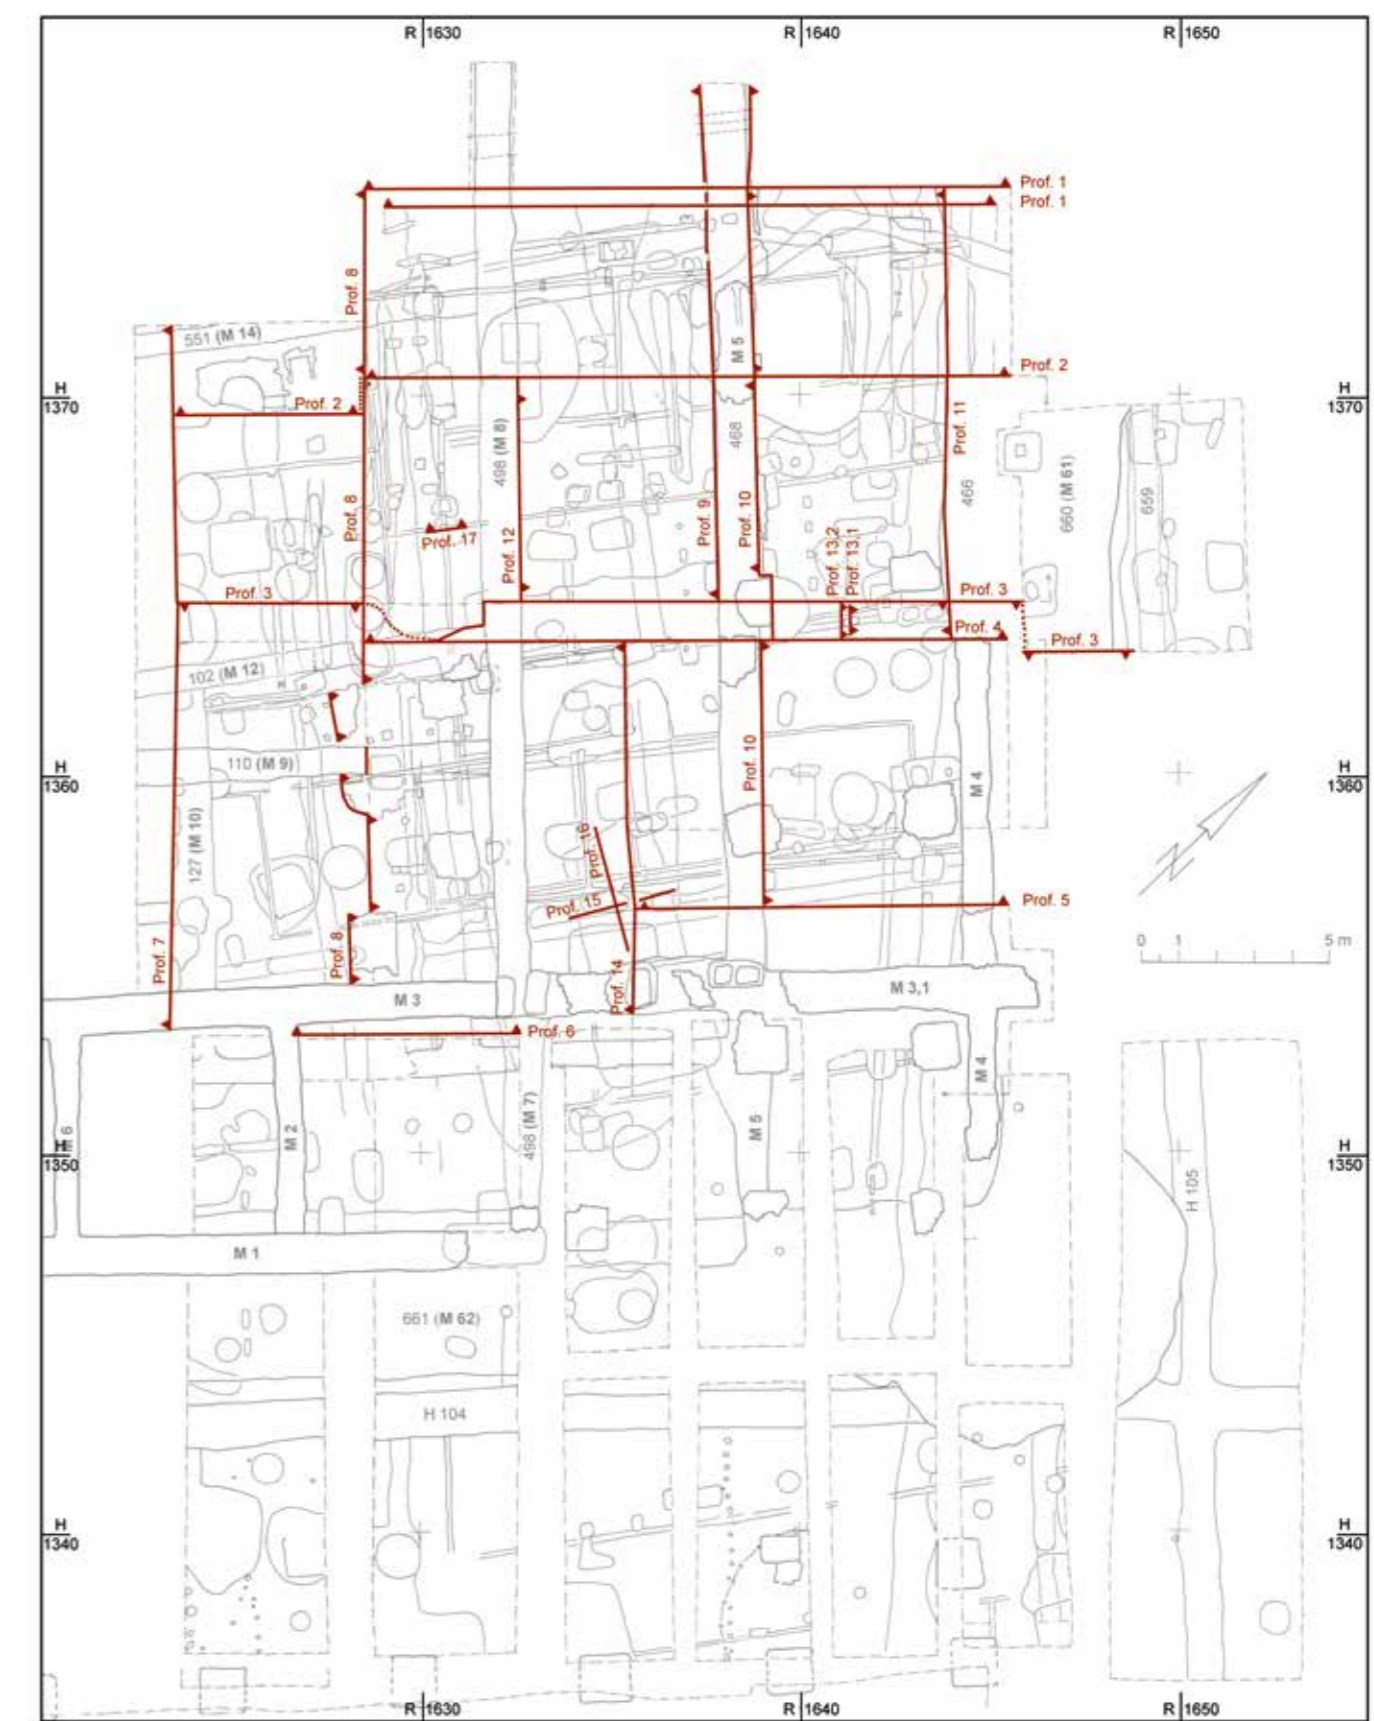 R 1630
R 1640
R 1650
Prof. 1
Prof. 1
Prof. 8
551 (M 14)
M 5
Prof. 2
H
1370
H
1370
Prof. 2
Prof. 11
498 (M 8)
468
466
660 (M 61)
659
Prof. 8
Prof. 9
Prof. 10
Prof. 17
Prof. 12
Prof. 13,2
Prof. 13,1
Prof. 3
Prof. 3
Prof. 4
Prof. 3
102 (M 12)
110 (M 9)
Prof. 10
H
1360
M 4
H
1360
127 (M 10)
Prof. 16
Prof. 15
Prof. 5
Prof. 7
Prof. 8
0 1 5 m
Prof. 14
M 3
M 3,1
Prof. 6
M 4
M 2
498 (M 7)
M 5
6
H
1350
H
1350
H 105
M 1
661 (M 62)
H 104
H
1340
H
1340
R 1630
R 1640
R 1650